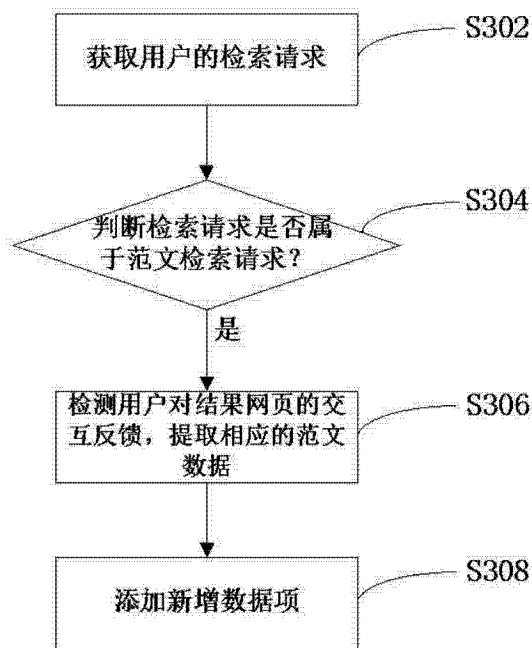 S302
获取用户的检索请求
S304
判断检索请求是否属
于范文检索请求？
是
S306
检测用户对结果网页的交
互反馈，提取相应的范文
数据
S308
添加新增数据项